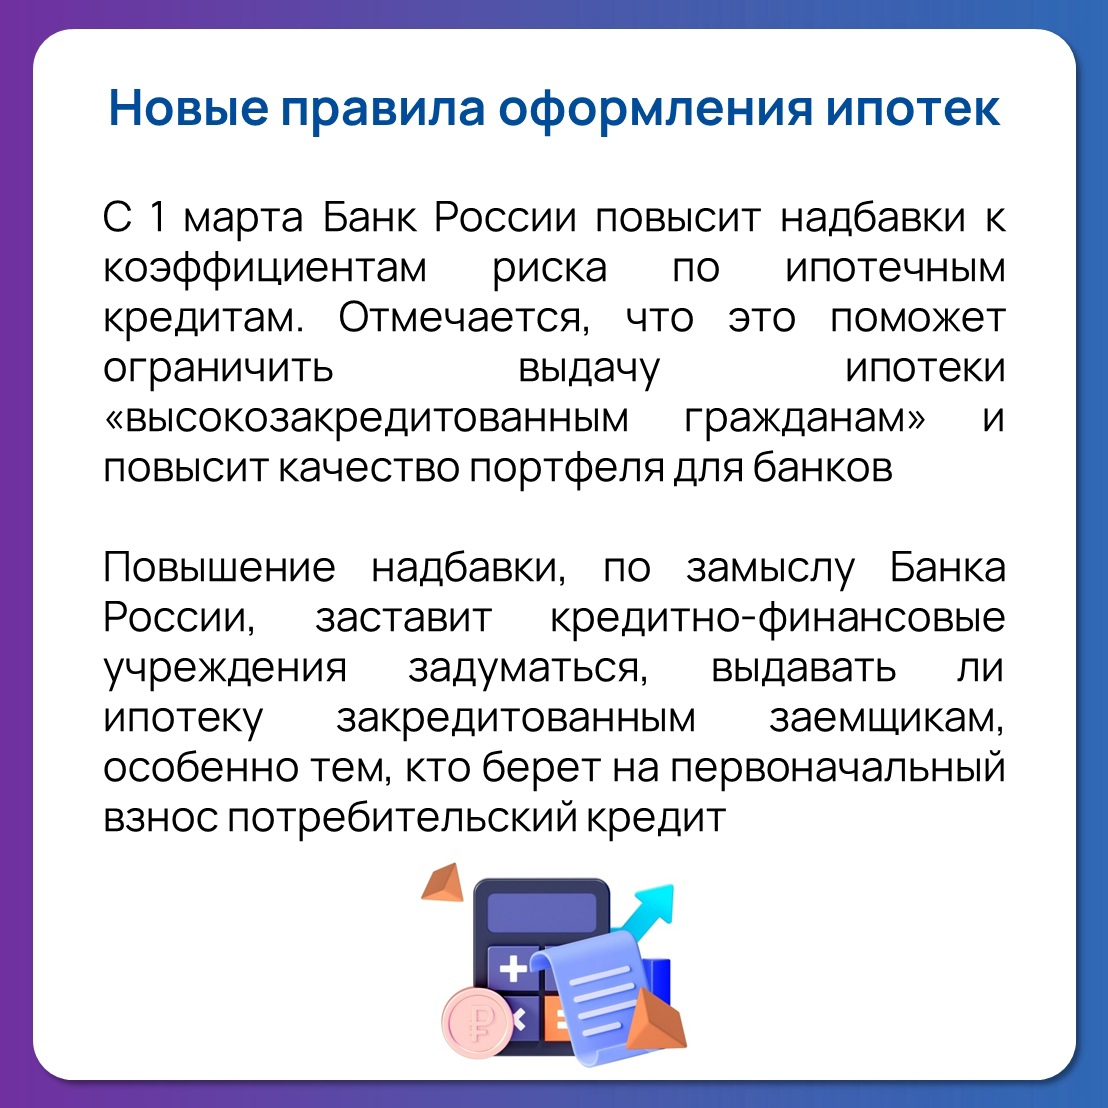 Новые правила оформления ипотек
С 1 марта Банк России повысит надбавки к
коэффициентам риска по ипотечным
кредитам. Отмечается, что это поможет
ограничить выдачу ипотеки
«высокозакредитованным гражданам» и
повысит качество портфеля для банков
Повышение надбавки, по замыслу Банка
России, заставит кредитно-финансовые
учреждения задуматься, выдавать ли
ипотеку закредитованным заемщикам,
особенно тем, кто берет на первоначальный
взнос потребительский кредит